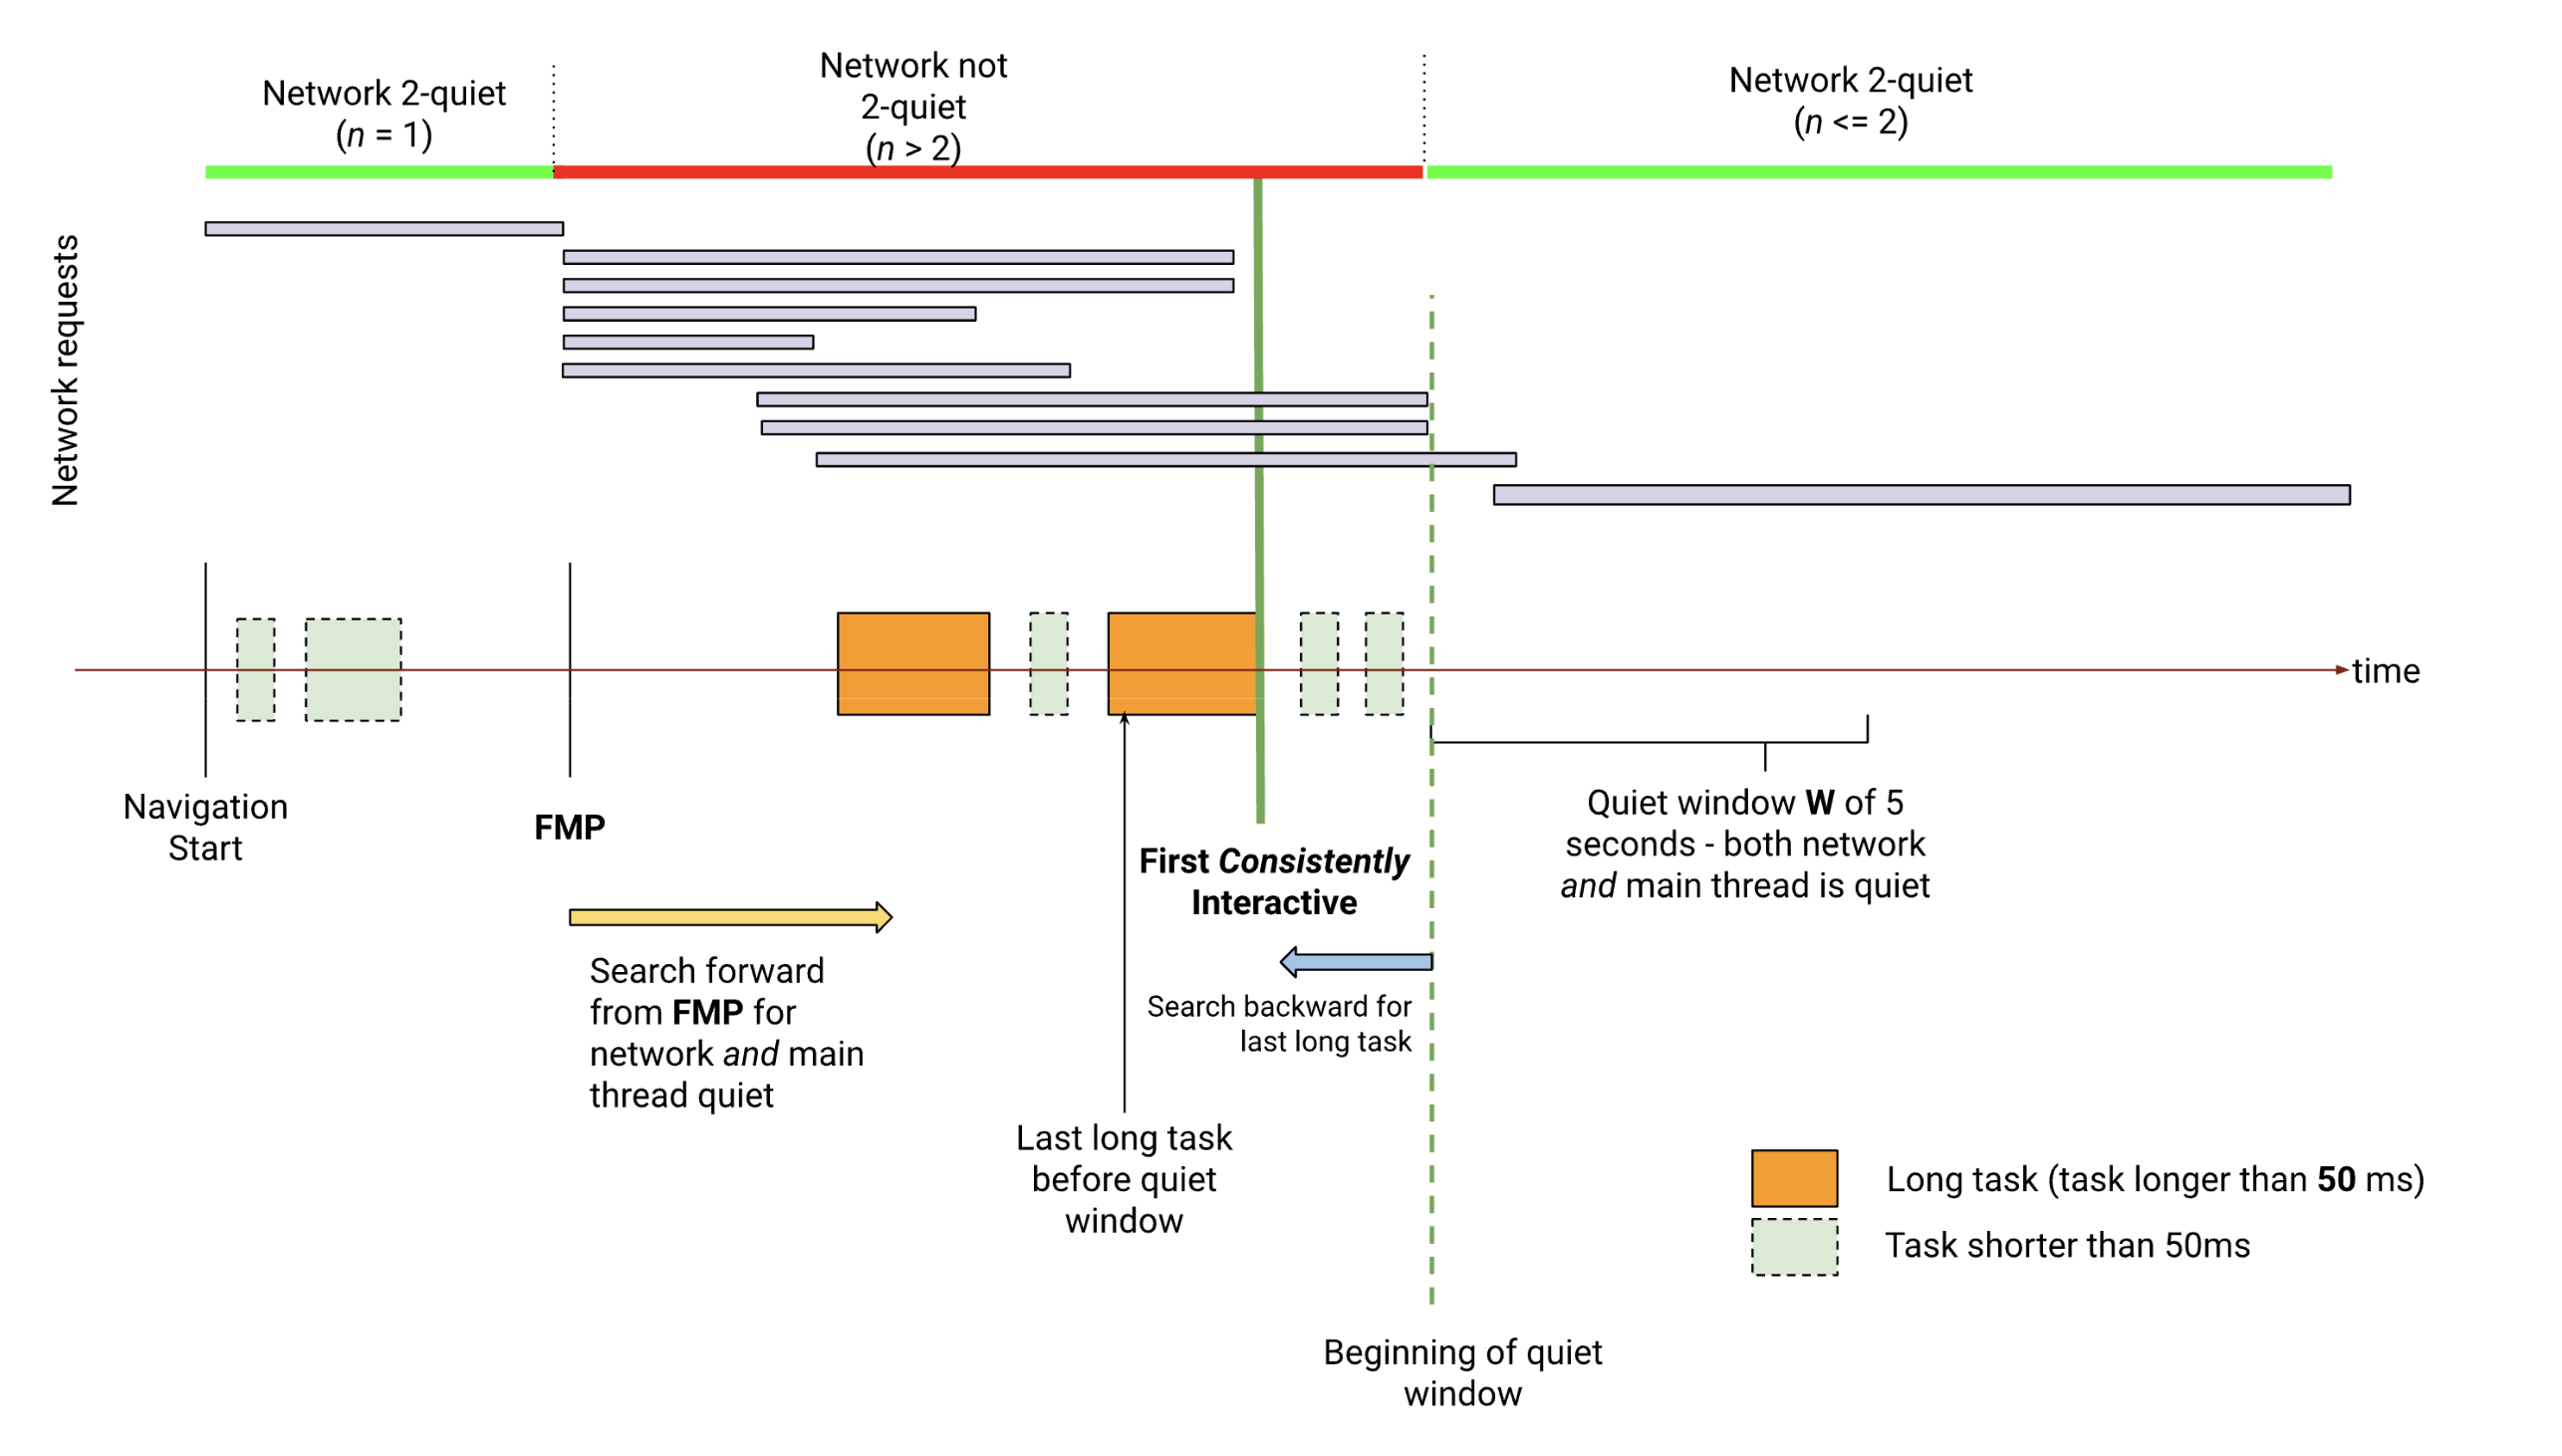 Network 2-quiet
(n = 1)
Network not
2-quiet
(n > 2)
Network 2-quiet
(n <= 2)
Network requests
time
Navigation
Start
FMP
First Consistently
Interactive
Quiet window W of 5
seconds - both network
and main thread is quiet
Search forward
from FMP for
network and main
thread quiet
Search backward for
last long task
Last long task
before quiet
window
Long task (task longer than 50 ms)
Task shorter than 50ms
Beginning of quiet
window